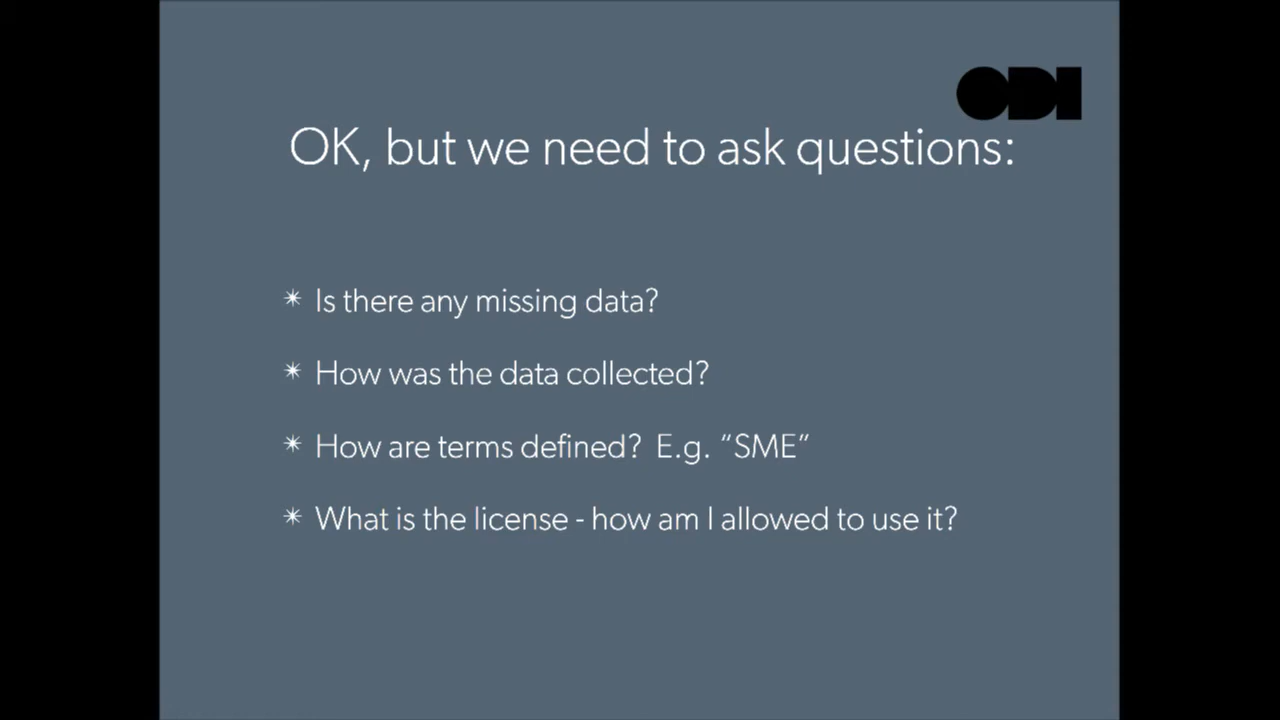 ODI
OK, but we need to ask questions:
✴ Is there any missing data?
✴ How was the data collected?
✴ How are terms defined?  E.g. “SME”
✴ What is the license - how am I allowed to use it?